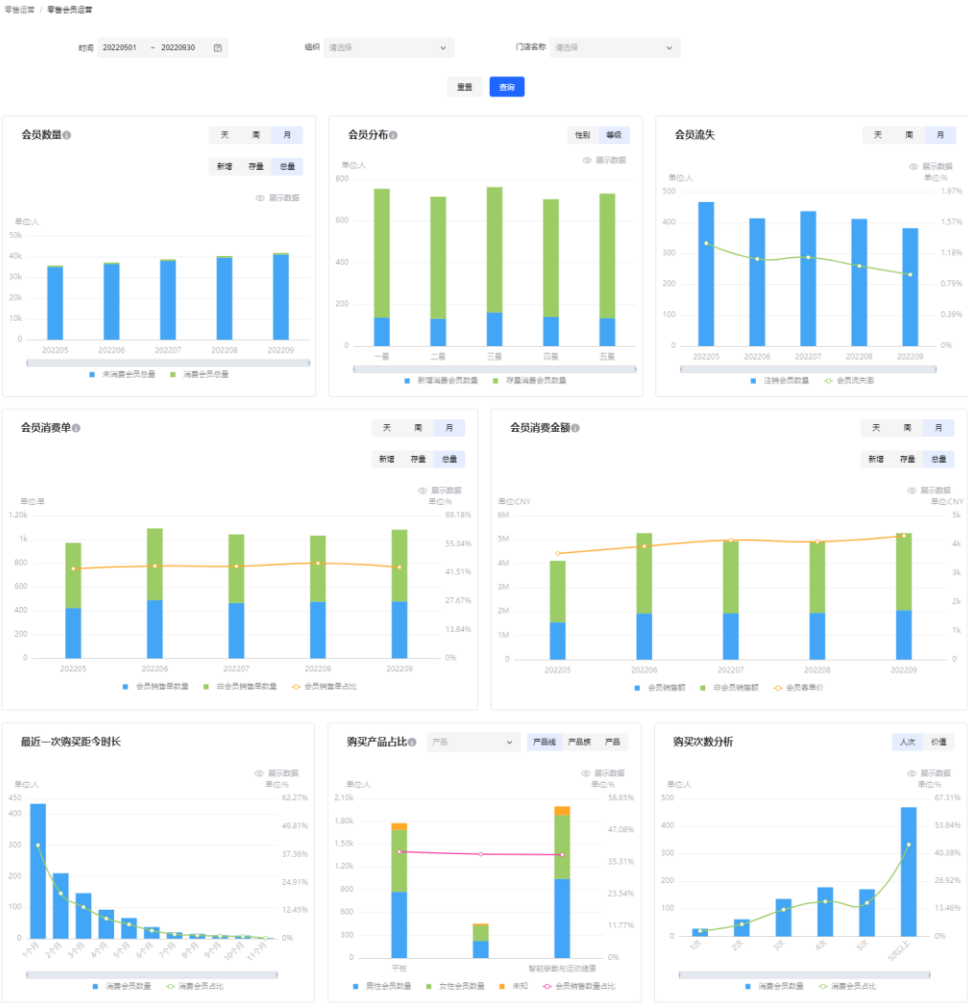 零售运营 / 零售会员运营
时间 20220501 ~ 20220930 组织 请选择 门店名称 请选择
重置 查询
会员数量 天 周 月
新增 存量 总量
展示数据
单位:人
50k
40k
30k
20k
10k
0
202205 202206 202207 202208 202209
未消费会员总量 消费会员总量
会员分布 性别 等级
展示数据
单位:人
800
600
400
200
0
一星 二星 三星 四星 五星
新增消费会员数量 存量消费会员数量
会员流失 天 周 月
展示数据
单位:人 单位:%
500 1.97%
400 1.57%
300 1.18%
200 0.79%
100 0.39%
0 0%
202205 202206 202207 202208 202209
注销会员数量 会员流失率
会员消费单 天 周 月
新增 存量 总量
展示数据
单位:单 单位:%
1.20k 69.18%
1k 55.34%
800 41.51%
600 27.67%
400 13.84%
200
0 0%
202205 202206 202207 202208 202209
会员销售单数量 非会员销售单数量 会员销售单占比
会员消费金额 天 周 月
新增 存量 总量
展示数据
单位:CNY 单位:CNY
6M 5k
5M 4k
4M 3k
3M 2k
2M 1k
1M
0 0
202205 202206 202207 202208 202209
会员销售额 非会员销售额 会员客单价
最近一次购买距今时长
展示数据
单位:人 单位:%
450 62.27%
400 49.81%
300 37.36%
200 24.91%
100 12.45%
0 0%
1个月 2个月 3个月 4个月 5个月 6个月 7个月 8个月 9个月 10个月 11个月
消费会员数量 消费会员占比
购买产品占比 产品 产品线 产品族 产品
展示数据
单位:人 单位:%
2.10k 58.85%
1.80k 47.08%
1.50k 35.31%
1.20k 23.54%
900 11.77%
600
300
0 0%
平板 智能穿戴与运动健康
男性会员数量 女性会员数量 未知 会员销售数量占比
购买次数分析 人次 价值
展示数据
单位:人 单位:%
500 67.31%
400 53.84%
300 40.38%
200 26.92%
100 13.46%
0 0%
1次 2次 3次 4次 5次 5次以上
消费会员数量 消费会员占比